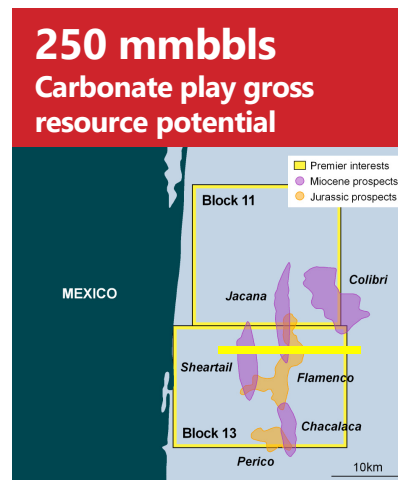 250 mmbbls
Carbonate play gross
resource potential
Premier interests
Miocene prospects
Jurassic prospects
Block 11
Colibri
MEXICO
Jacana
Sheartail
Flamenco
Chacalaca
Block 13
Perico
10km